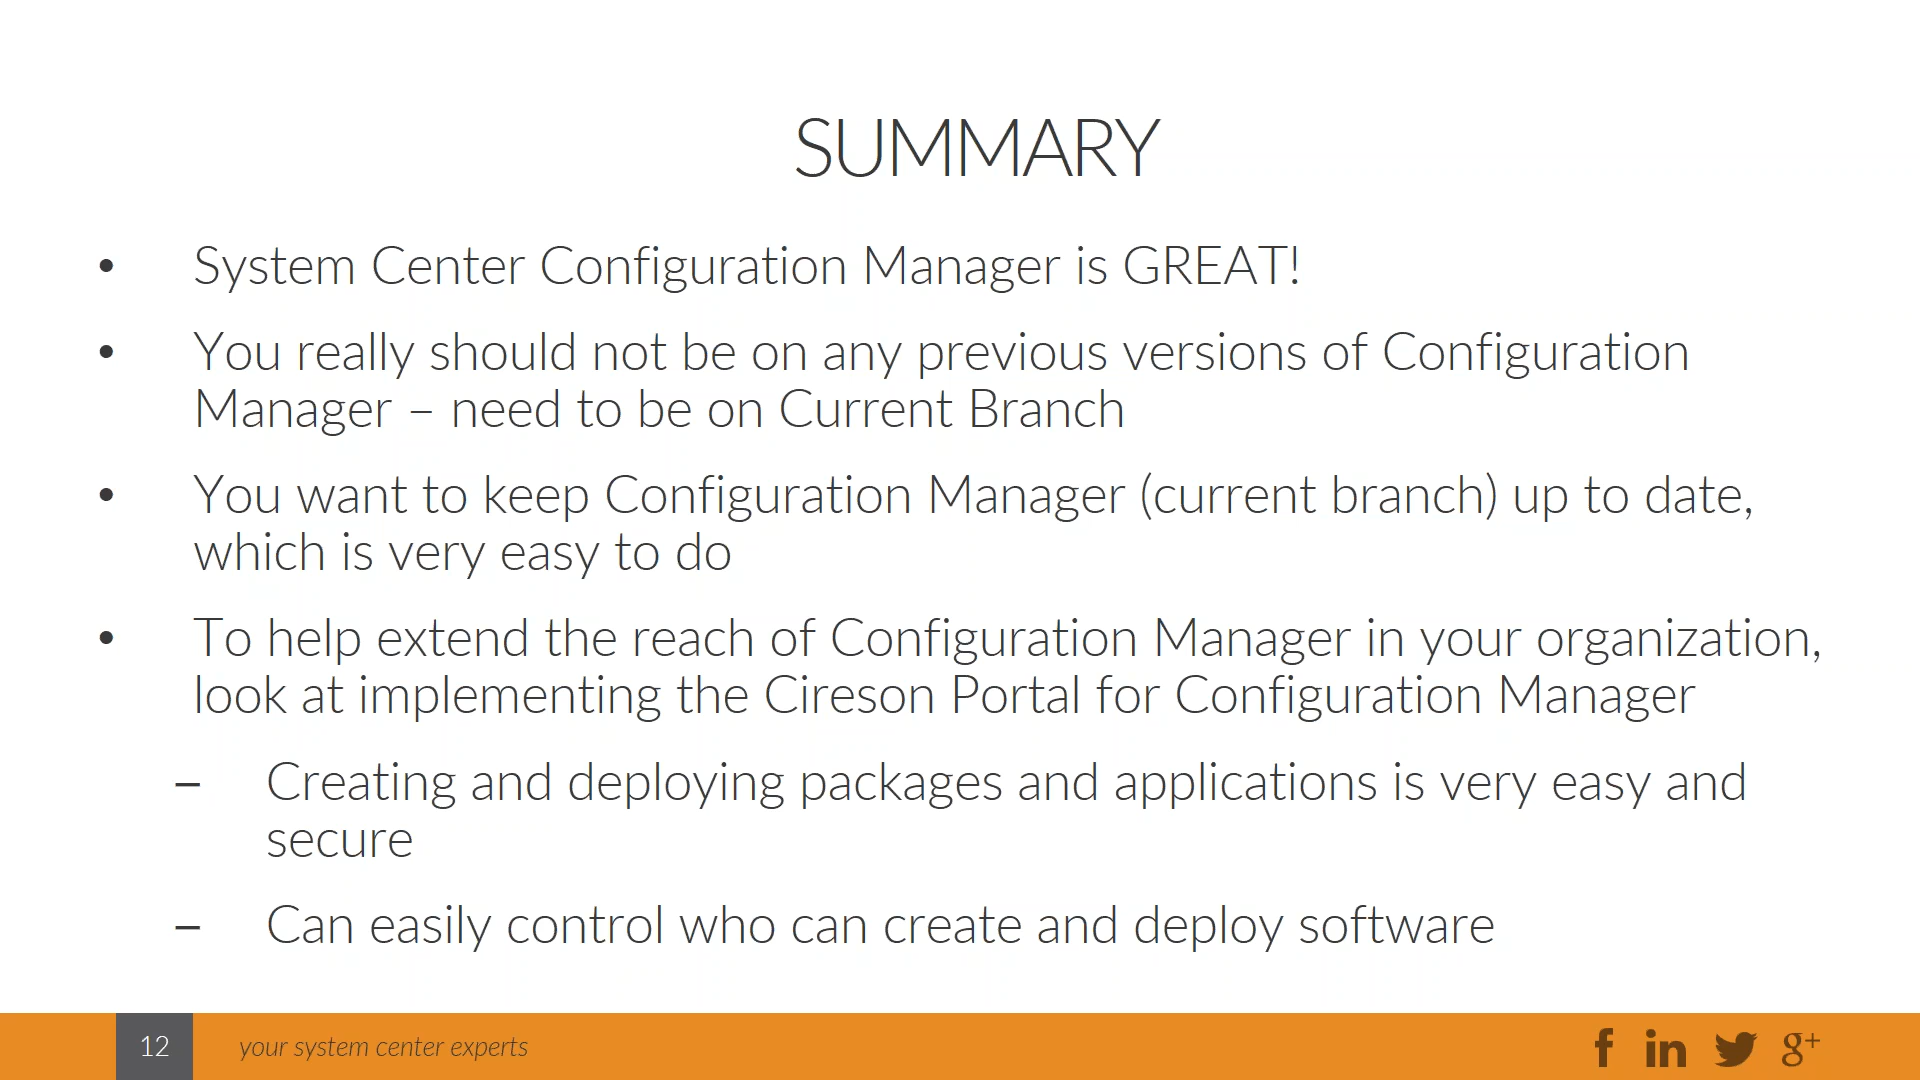 SUMMARY
• System Center Configuration Manager is GREAT!
• You really should not be on any previous versions of Configuration
Manager – need to be on Current Branch
• You want to keep Configuration Manager (current branch) up to date,
which is very easy to do
• To help extend the reach of Configuration Manager in your organization,
look at implementing the Cireson Portal for Configuration Manager
– Creating and deploying packages and applications is very easy and
secure
– Can easily control who can create and deploy software
12 your system center experts f in g+